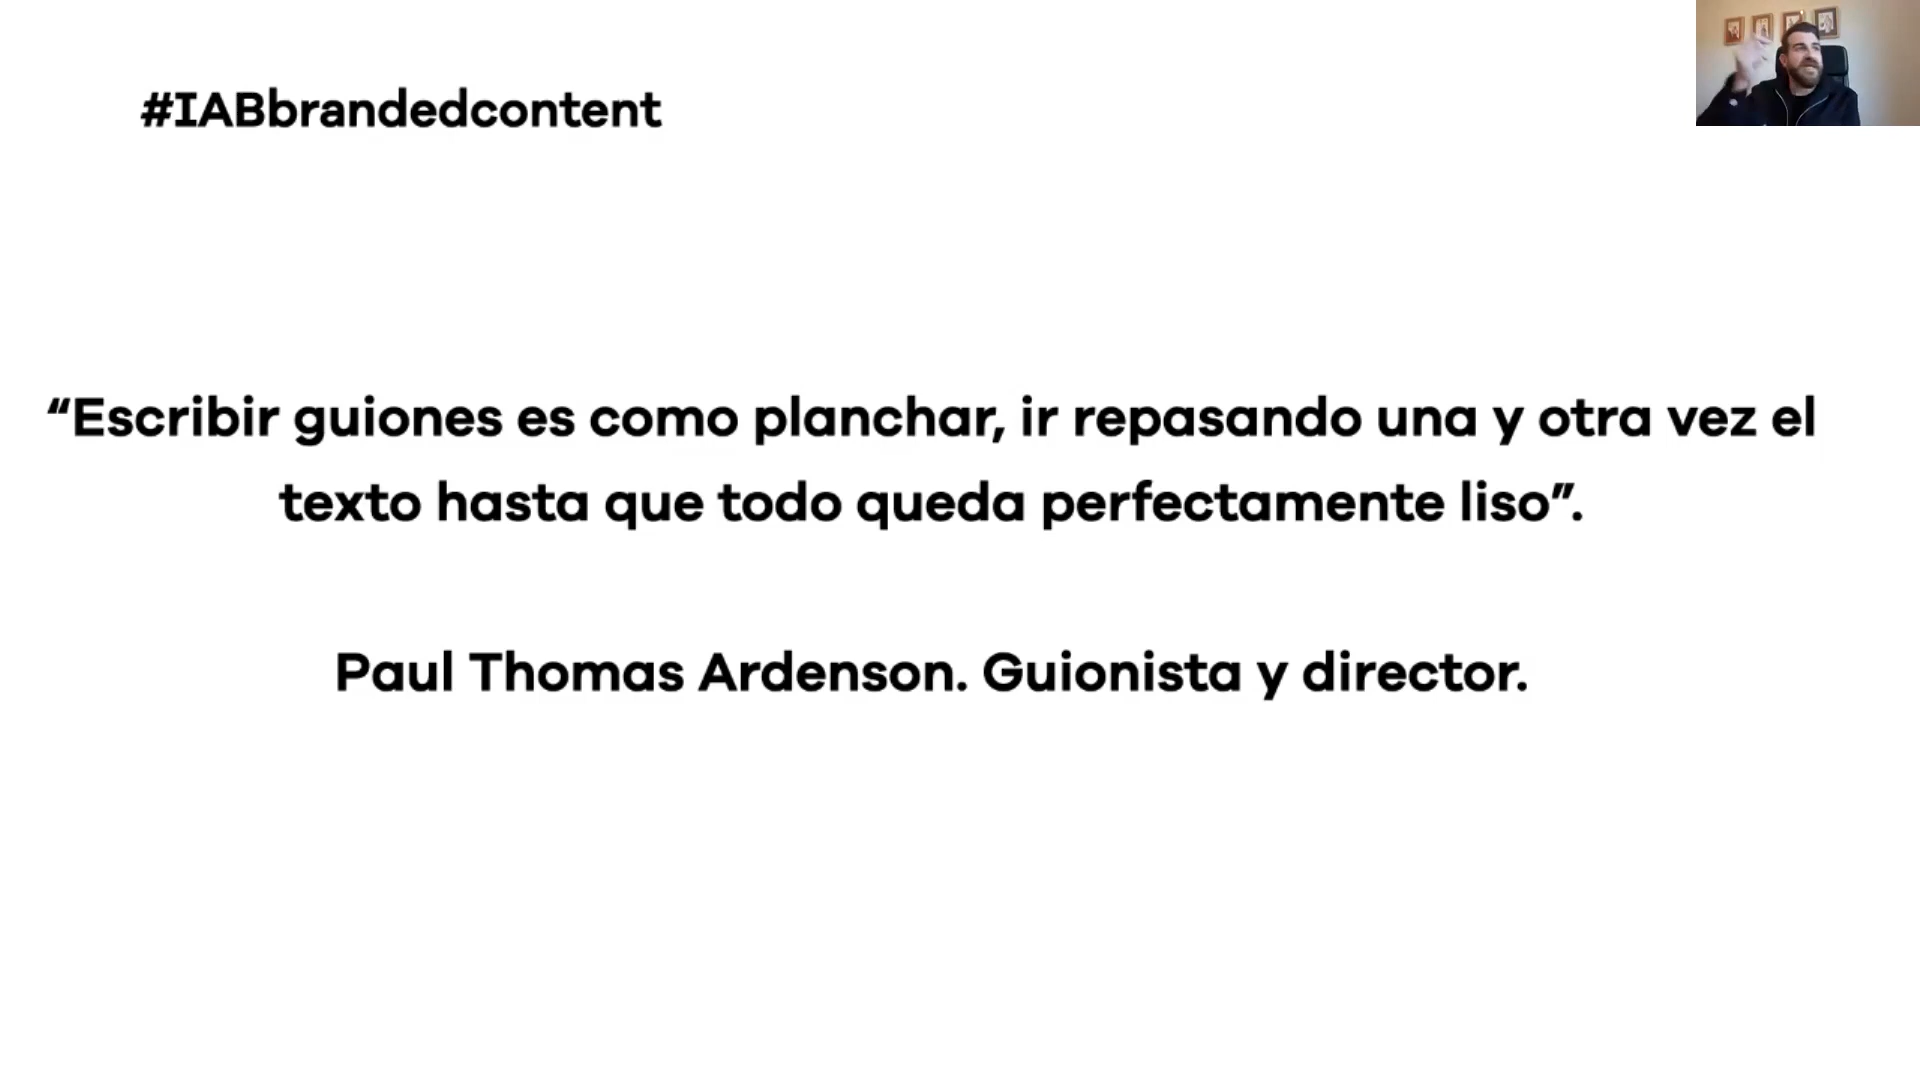 #IABbrandedcontent
“Escribir guiones es como planchar, ir repasando una y otra vez el
texto hasta que todo queda perfectamente liso”.
Paul Thomas Ardenson. Guionista y director.